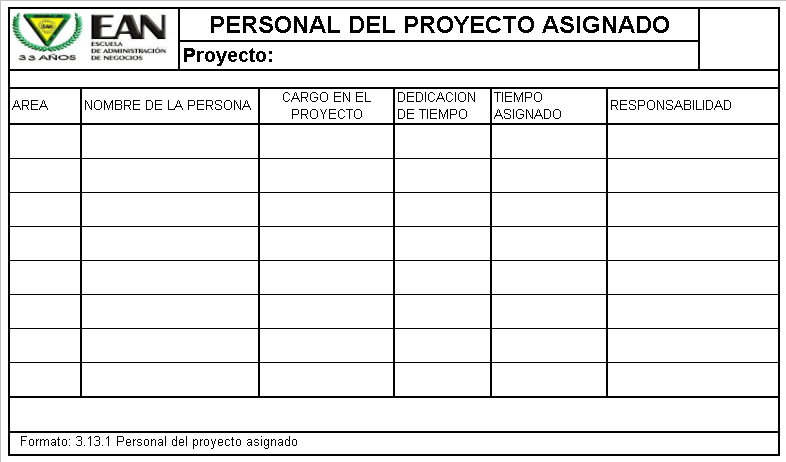 EAN
ESCUELA
DE ADMINISTRACIÓN
DE NEGOCIOS
33 AÑOS
PERSONAL DEL PROYECTO ASIGNADO
Proyecto:
AREA
NOMBRE DE LA PERSONA
CARGO EN EL
PROYECTO
DEDICACION
DE TIEMPO
TIEMPO
ASIGNADO
RESPONSABILIDAD
Formato: 3.13.1 Personal del proyecto asignado